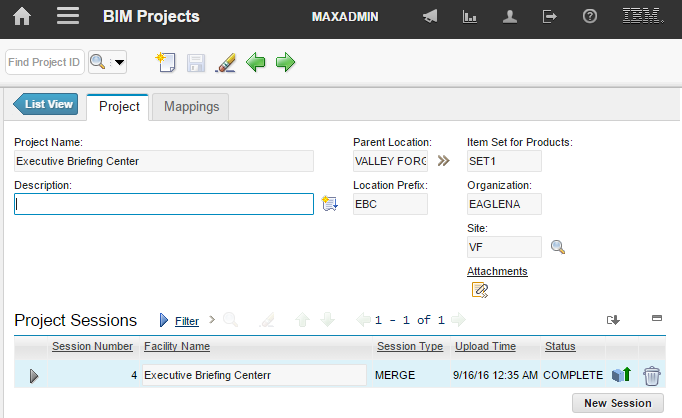 BIM Projects MAXADMIN IBM.
Find Project ID
List View Project Mappings
Project Name: Parent Location: Item Set for Products:
Executive Briefing Center VALLEY FORG SET1
Description: Location Prefix: Organization:
EBC EAGLENA
Site:
VF
Attachments
Project Sessions Filter 1 - 1 of 1
Session Number Facility Name Session Type Upload Time Status
4 Executive Briefing Centerr MERGE 9/16/16 12:35 AM COMPLETE
New Session